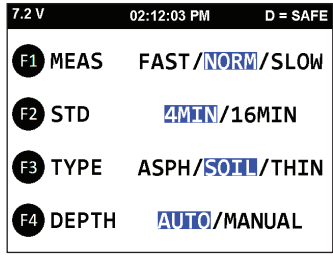 7.2 V 02:12:03 PM D = SAFE
F1 MEAS FAST/NORM/SLOW
F2 STD 4MIN/16MIN
F3 TYPE ASPH/SOIL/THIN
F4 DEPTH AUTO/MANUAL